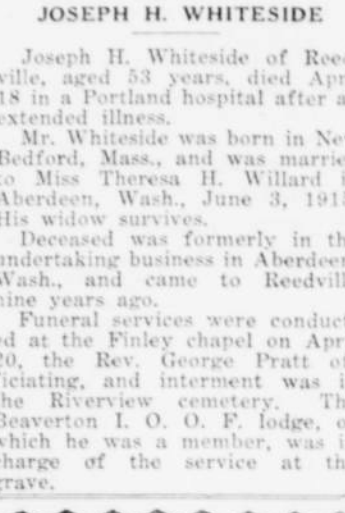 JOSEPH H. WHITESIDE
Joseph H. Whiteside of Reed
ville, aged 53 years, died Apr
18 in a Portland hospital after a
extended illness.
Mr. Whiteside was born in Ne
Bedford, Mass., and was marrie
to Miss Theresa H. Willard i
Aberdeen, Wash., June 3, 191
His widow survives.
Deceased was formerly in th
undertaking business in Aberdeen
Wash., and came to Reedvill
nine years ago.
Funeral services were conduct
ed at the Finley chapel on Apr
20, the Rev. George Pratt of
ficiating, and interment was i
the Riverview cemetery. Th
Beaverton I. O. O. F. lodge, o
which he was a member, was i
charge of the service at th
grave.